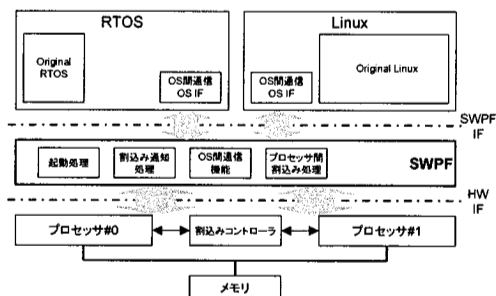 RTOS
Linux
Original
RTOS
OS間通信
OS IF
OS間通信
OS IF
Original Linux
SWPF
IF
起動処理
割込み通知
処理
OS間通信
機能
プロセッサ間
割込み処理
SWPF
HW
IF
プロセッサ#0
割込みコントローラ
プロセッサ#1
メモリ